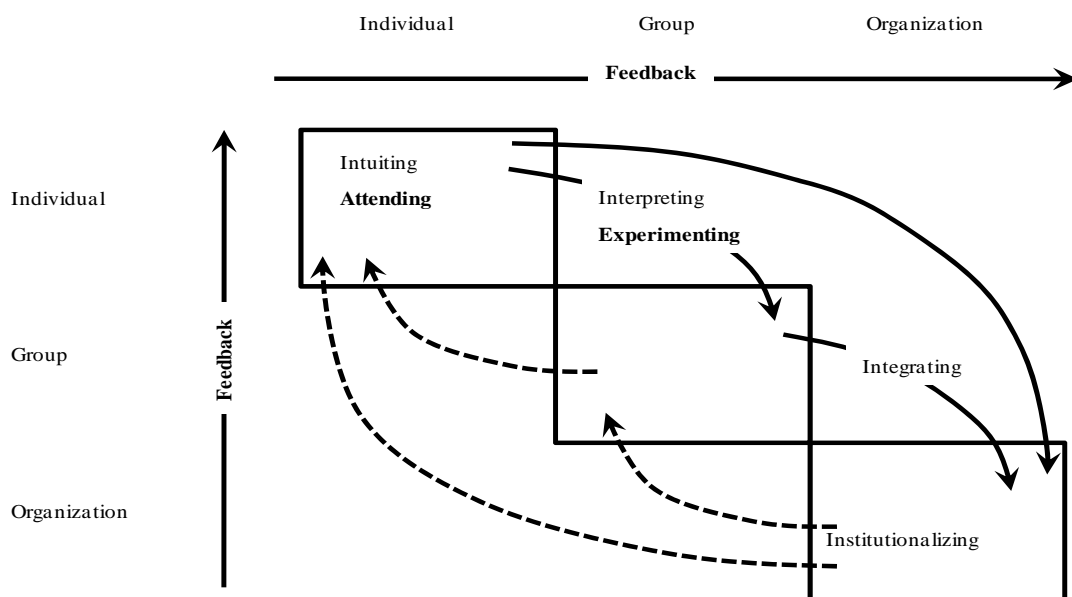 Individual
Group
Organization
Feedback
Intuiting
Attending
Individual
Interpreting
Experimenting
Group
Feedback
Integrating
Organization
Institutionalizing